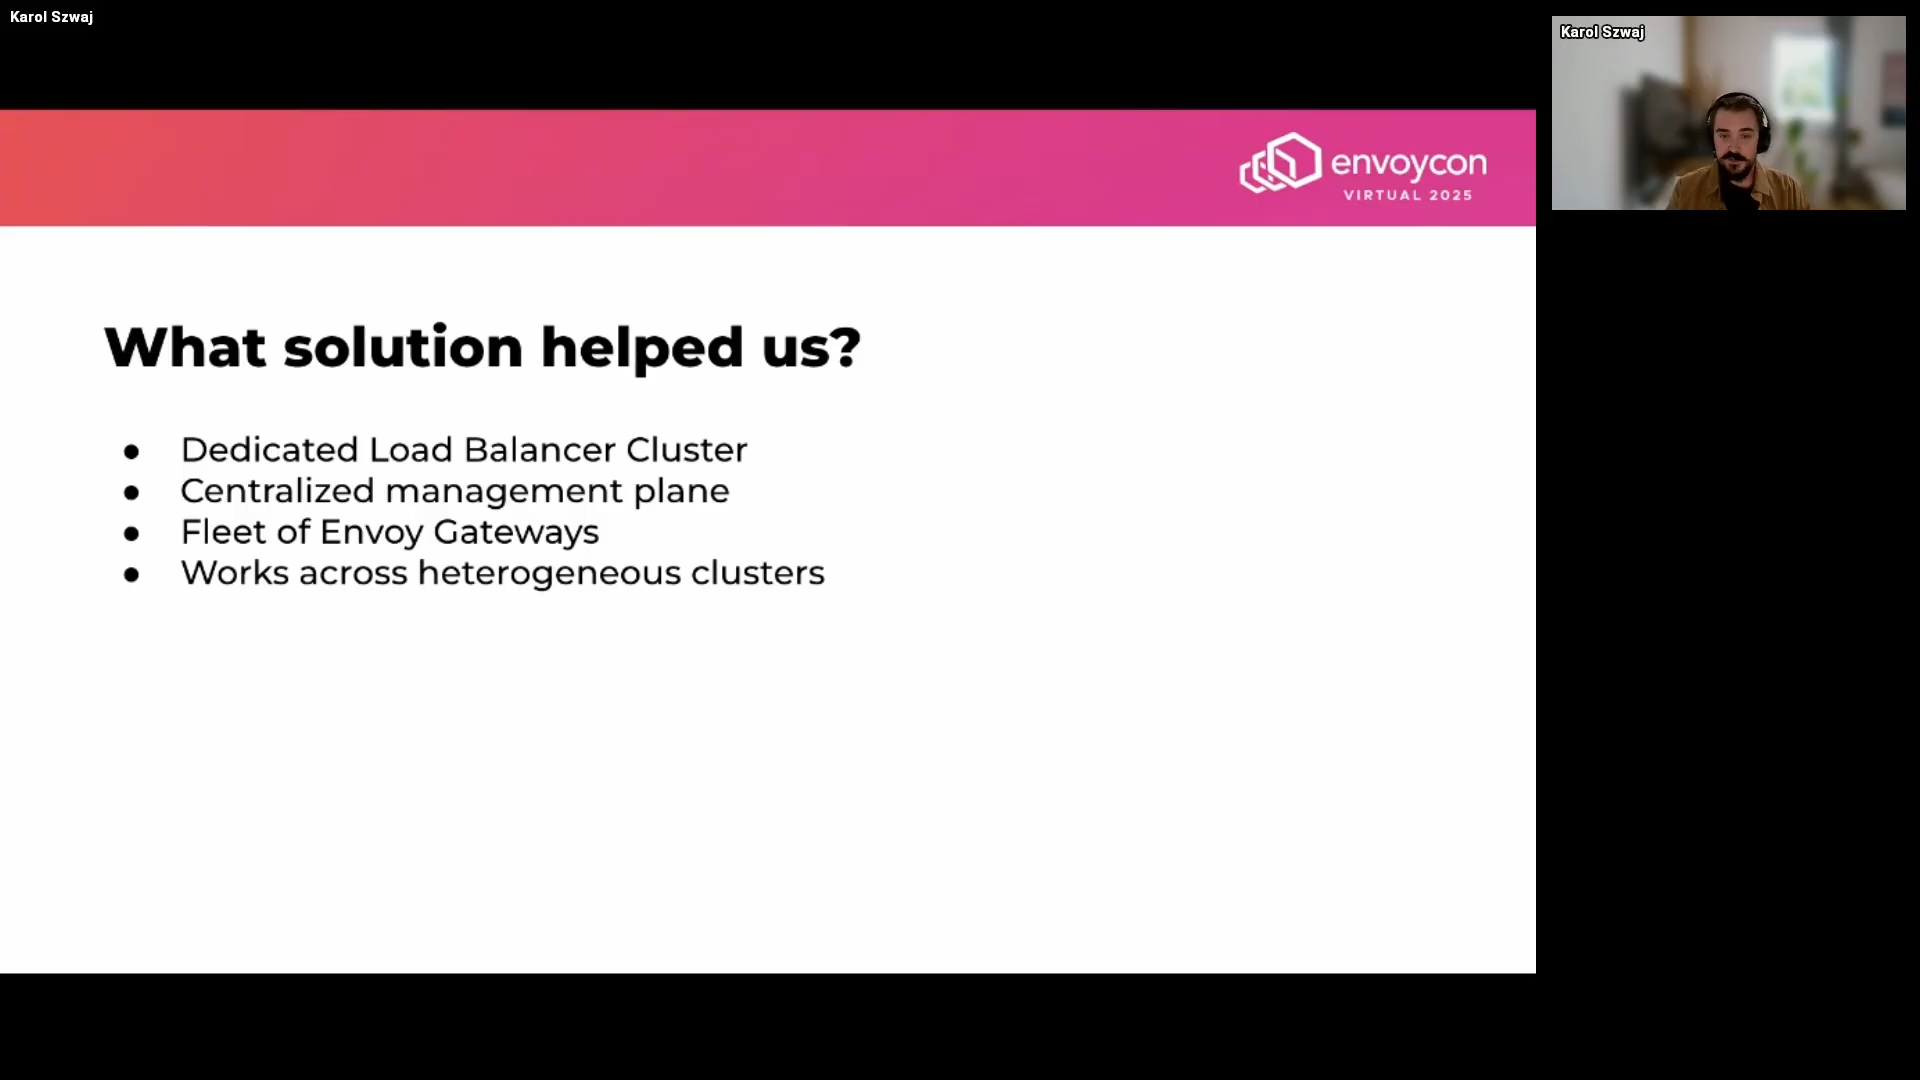 Karol Szwaj
Karol Szwaj
envoycon
VIRTUAL 2025
What solution helped us?
● Dedicated Load Balancer Cluster
● Centralized management plane
● Fleet of Envoy Gateways
● Works across heterogeneous clusters